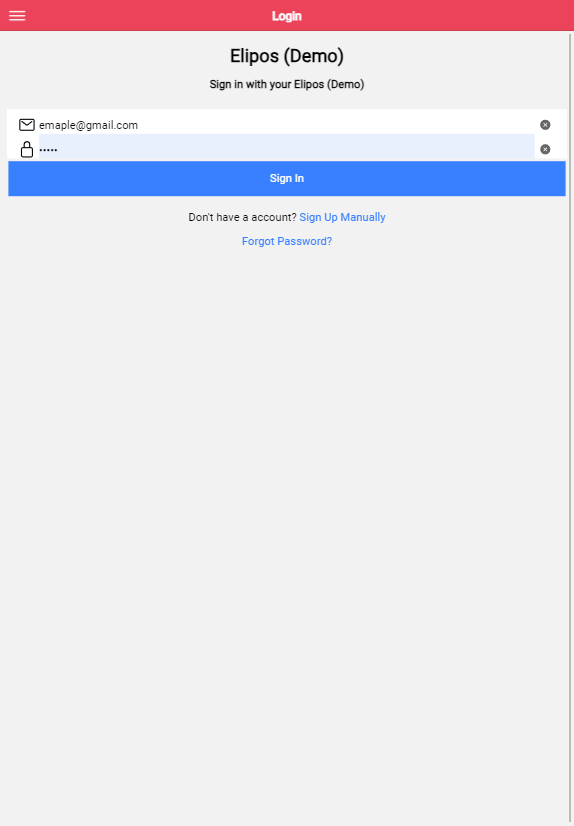 Login
Elipos (Demo)
Sign in with your Elipos (Demo)
emaple@gmail.com
•••••
Sign In
Don't have a account? Sign Up Manually
Forgot Password?